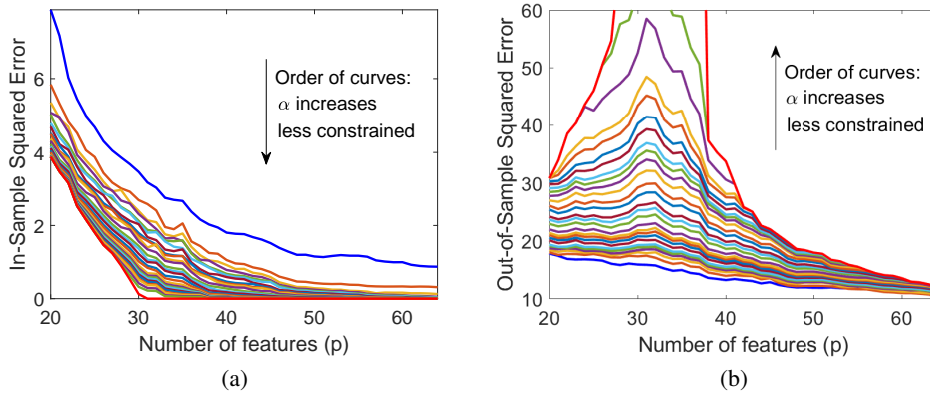 In-Sample Squared Error
6
4
2
0
20
30
40
50
60
Number of features (p)
Order of curves:
α increases
less constrained
(a)
Out-of-Sample Squared Error
60
50
40
30
20
10
20
30
40
50
60
Number of features (p)
Order of curves:
α increases
less constrained
(b)